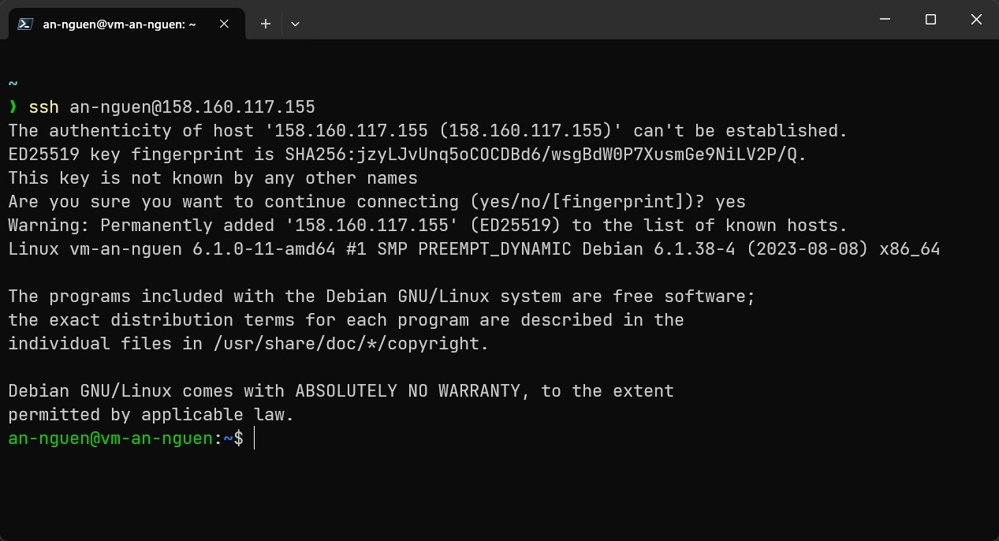 an-nguen@vm-an-nguen: ~
~
❯ ssh an-nguen@158.160.117.155
The authenticity of host '158.160.117.155 (158.160.117.155)' can't be established.
ED25519 key fingerprint is SHA256:jzyLJvUnq5oCOCDBd6/wsgBdW0P7XusmGe9NiLV2P/Q.
This key is not known by any other names
Are you sure you want to continue connecting (yes/no/[fingerprint])? yes
Warning: Permanently added '158.160.117.155' (ED25519) to the list of known hosts.
Linux vm-an-nguen 6.1.0-11-amd64 #1 SMP PREEMPT_DYNAMIC Debian 6.1.38-4 (2023-08-08) x86_64
The programs included with the Debian GNU/Linux system are free software;
the exact distribution terms for each program are described in the
individual files in /usr/share/doc/*/copyright.
Debian GNU/Linux comes with ABSOLUTELY NO WARRANTY, to the extent
permitted by applicable law.
an-nguen@vm-an-nguen:~$